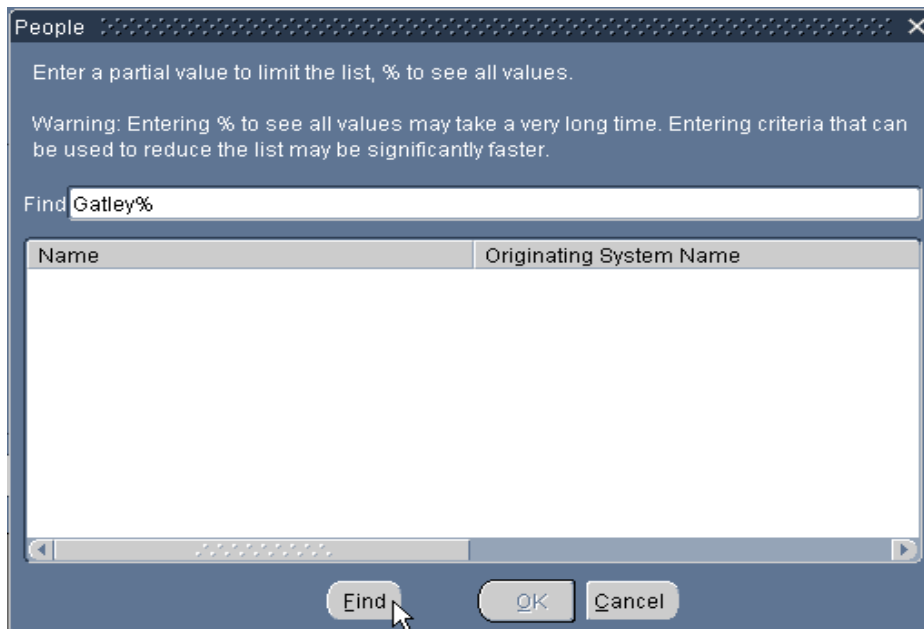 People
Enter a partial value to limit the list, % to see all values.
Warning: Entering % to see all values may take a very long time. Entering criteria that can
be used to reduce the list may be significantly faster.
Find Gatley%
Name Originating System Name
Find OK Cancel